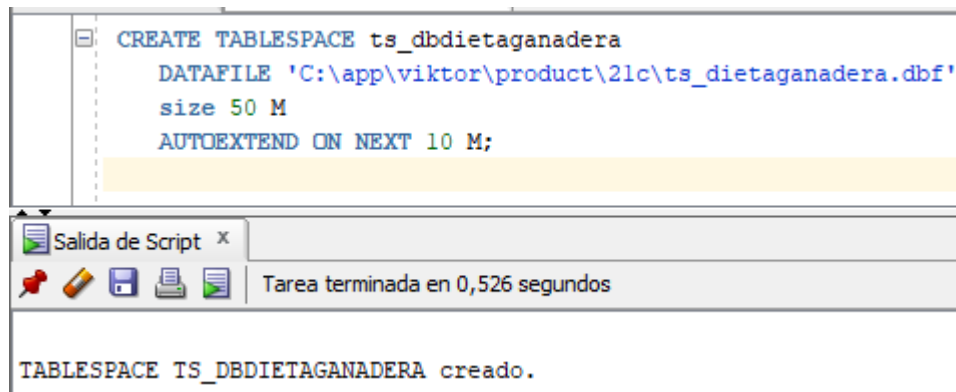 CREATE TABLESPACE ts_dbdietaganadera
DATAFILE 'C:\app\viktor\product\21c\ts_dietaganadera.dbf'
size 50 M
AUTOEXTEND ON NEXT 10 M;
Salida de Script x
Tarea terminada en 0,526 segundos
TABLESPACE TS_DBDIETAGANADERA creado.